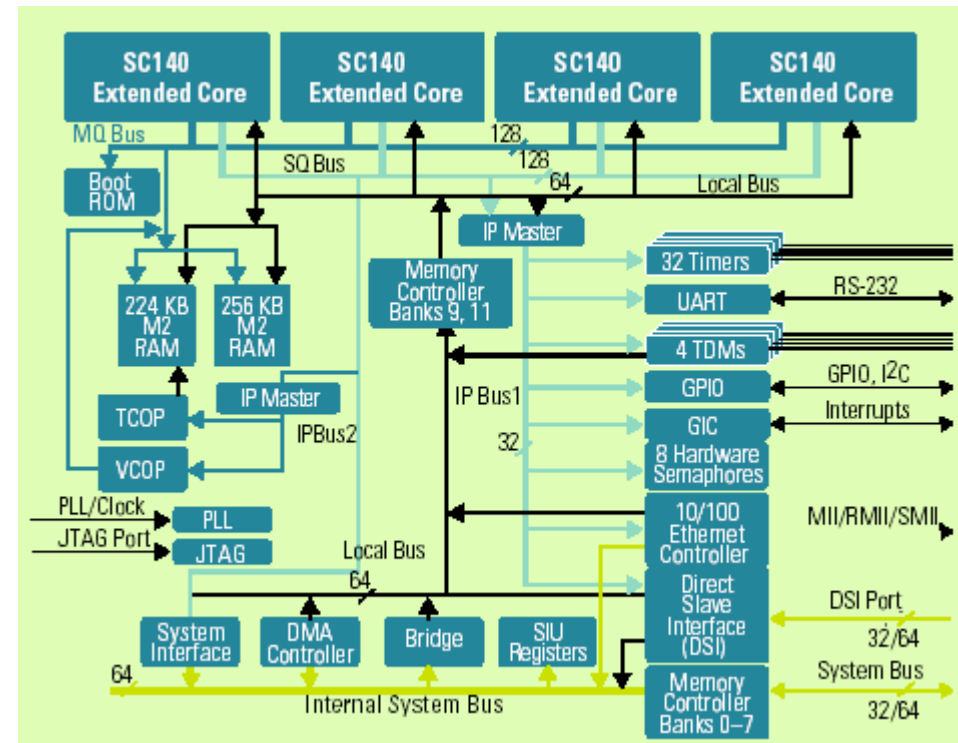 SC140
Extended Core
SC140
Extended Core
SC140
Extended Core
SC140
Extended Core
MQ Bus
128
SQ Bus
128
64
Local Bus
Boot
ROM
IP Master
32 Timers
Memory
Controller
Banks 9, 11
RS-232
UART
224 KB
M2
RAM
256 KB
M2
RAM
4 TDMs
GPIO, I2C
GPIO
IP Master
IP Bus1
Interrupts
TCOP
IPBus2
GIC
32
8 Hardware
Semaphores
VCOP
PLL/Clock
PLL
10/100
Ethernet
Controller
MII/RMII/SMII
JTAG Port
JTAG
Local Bus
64
Direct
Slave
Interface
(DSI)
DSI Port
32/64
System
Interface
DMA
Controller
Bridge
SIU
Registers
64
Internal System Bus
Memory
Controller
Banks 0–7
System Bus
32/64